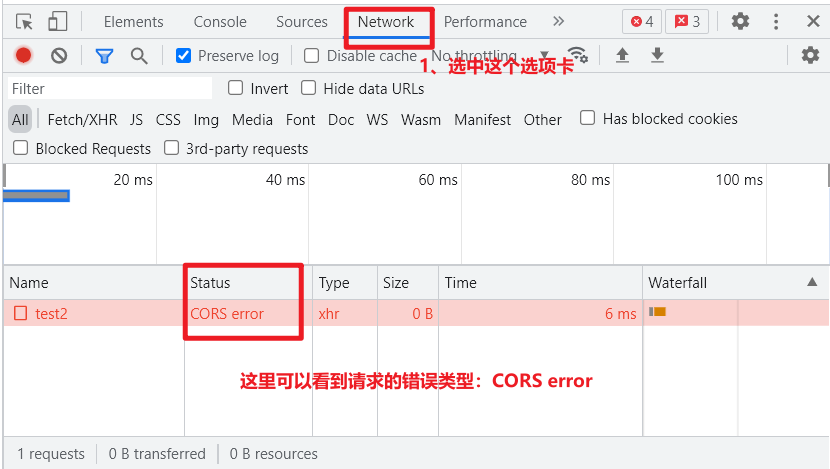 Elements Console Sources Network Performance 4 3
Preserve log Disable cache No throttling
1、选中这个选项卡
Filter Invert Hide data URLs
All Fetch/XHR JS CSS Img Media Font Doc WS Wasm Manifest Other Has blocked cookies
Blocked Requests 3rd-party requests
20 ms 40 ms 60 ms 80 ms 100 ms
Name Status Type Size Time Waterfall
test2 CORS error xhr 0 B 6 ms
这里可以看到请求的错误类型：CORS error
1 requests 0 B transferred 0 B resources